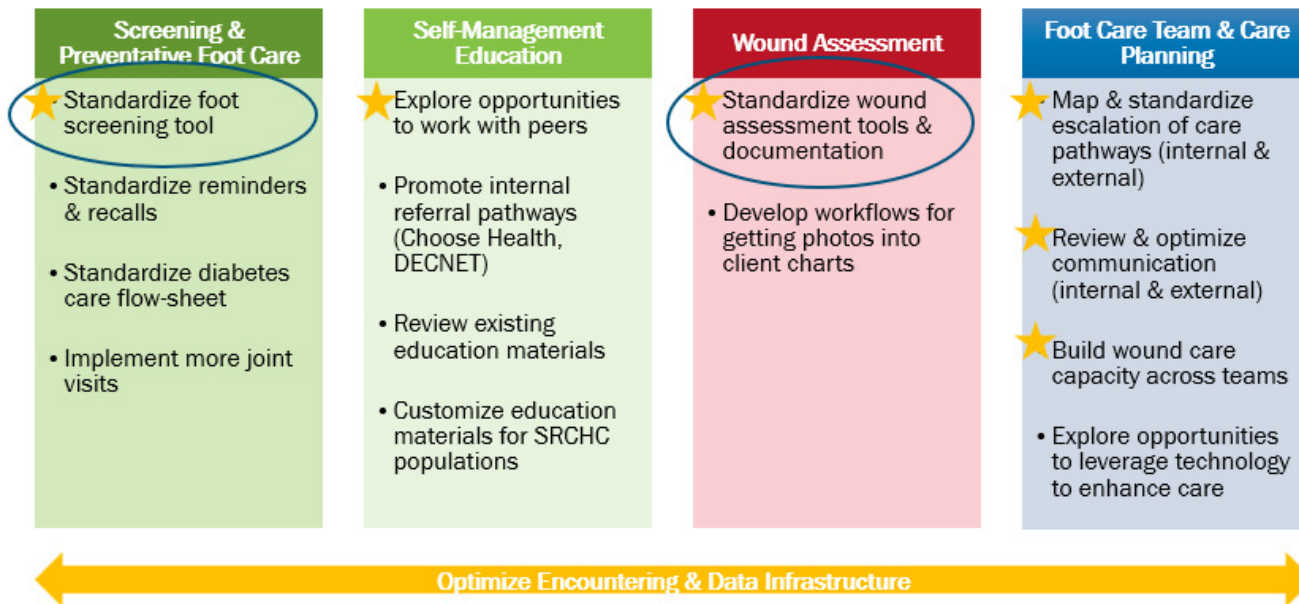 Screening &
Preventative Foot Care
• Standardize foot
screening tool
• Standardize reminders
& recalls
• Standardize diabetes
care flow-sheet
• Implement more joint
visits
Self-Management
Education
Explore opportunities
to work with peers
• Promote internal
referral pathways
(Choose Health,
DECNET)
• Review existing
education materials
• Customize education
materials for SRCHC
populations
Wound Assessment
Standardize wound
assessment tools &
documentation
• Develop workflows for
getting photos into
client charts
Foot Care Team & Care
Planning
• Map & standardize
escalation of care
pathways (internal &
external)
Review & optimize
communication
(internal & external)
Build wound care
capacity across teams
• Explore opportunities
to leverage technology
to enhance care
Optimize Encountering & Data Infrastructure